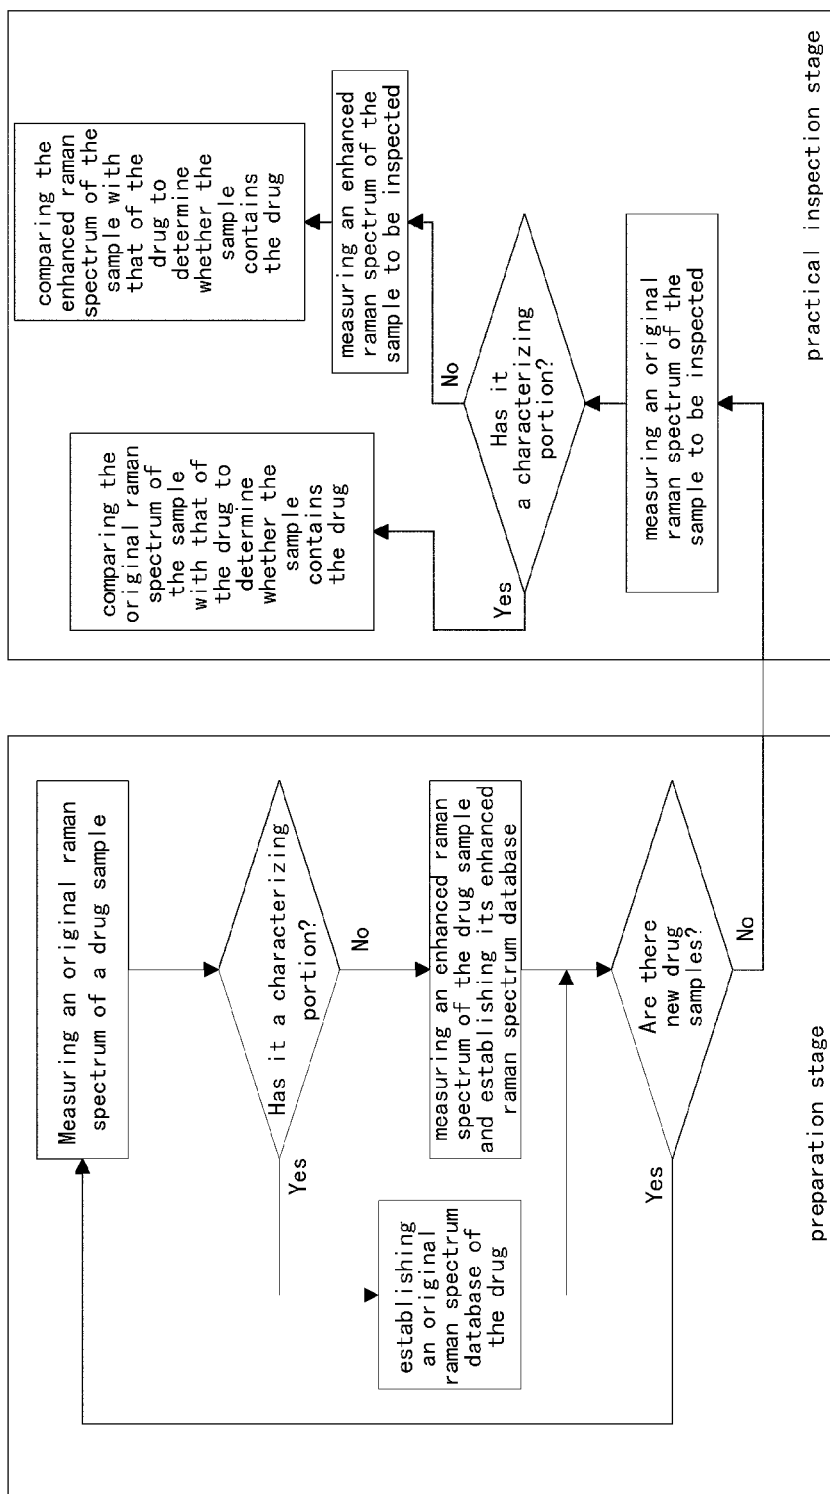 Measuring an original raman
spectrum of a drug sample
Has it a characterizing
portion?
Yes
No
establishing
an original
raman spectrum
database of
the drug
measuring an enhanced raman
spectrum of the drug sample
and establishing its enhanced
raman spectrum database
Are there
new drug
samples?
Yes
No
preparation stage
comparing the
original raman
spectrum of
the sample
with that of
the drug to
determine
whether the
sample
contains
the drug
comparing the
enhanced raman
spectrum of the
sample with
that of the
drug to
determine
whether the
sample
contains
the drug
measuring an enhanced
raman spectrum of the
sample to be inspected
Yes
No
Has it
a characterizing
portion?
measuring an original
raman spectrum of the
sample to be inspected
practical inspection stage